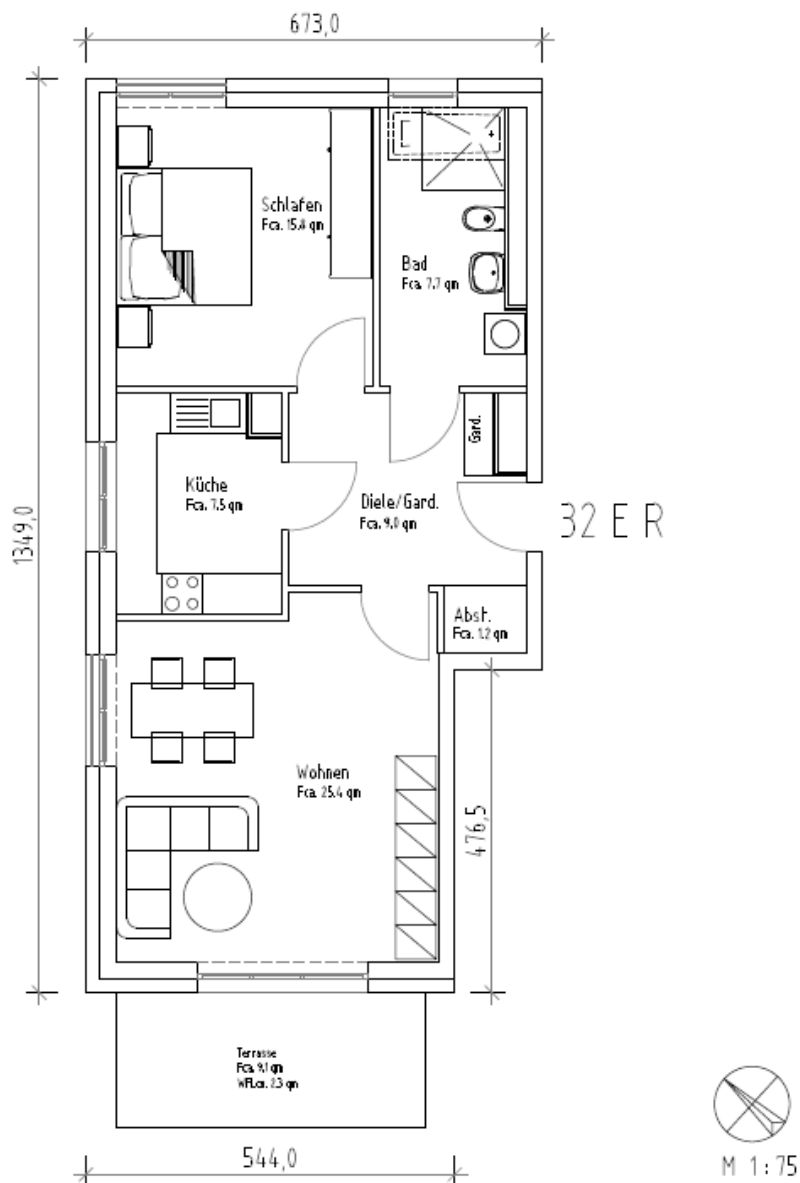 673,0
Schlafen
Fca. 15.8 qm
Bad
Fca. 7.7 qm
Gard.
Küche
Fca. 7.5 qm
Diele/Gard.
Fca. 9.0 qm
32 E R
1349,0
Abst.
Fca. 1.2 qm
Wohnen
Fca. 25.4 qm
476,5
Terrasse
Fca. 9.1 qm
WFl.ca. 2.3 qm
544,0
M 1:75